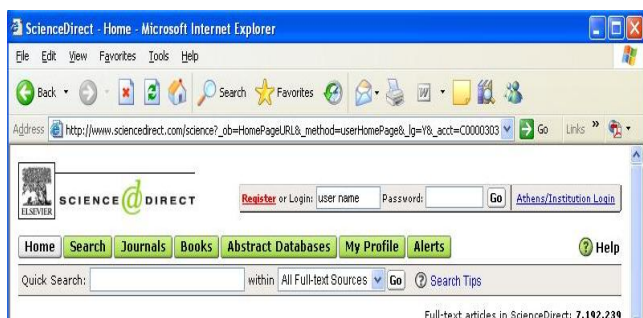 ScienceDirect - Home - Microsoft Internet Explorer
File Edit View Favorites Tools Help
Back Search Favorites
Address http://www.sciencedirect.com/science?_ob=HomePageURL&_method=userHomePage&_lg=Y&_acct=C0000303 Go Links »
ELSEVIER SCIENCE @ DIRECT Register or Login: user name Password: Go Athens/Institution Login
Home Search Journals Books Abstract Databases My Profile Alerts ? Help
Quick Search: within All Full-text Sources Go ? Search Tips
Full-text articles in ScienceDirect: 7,192,239